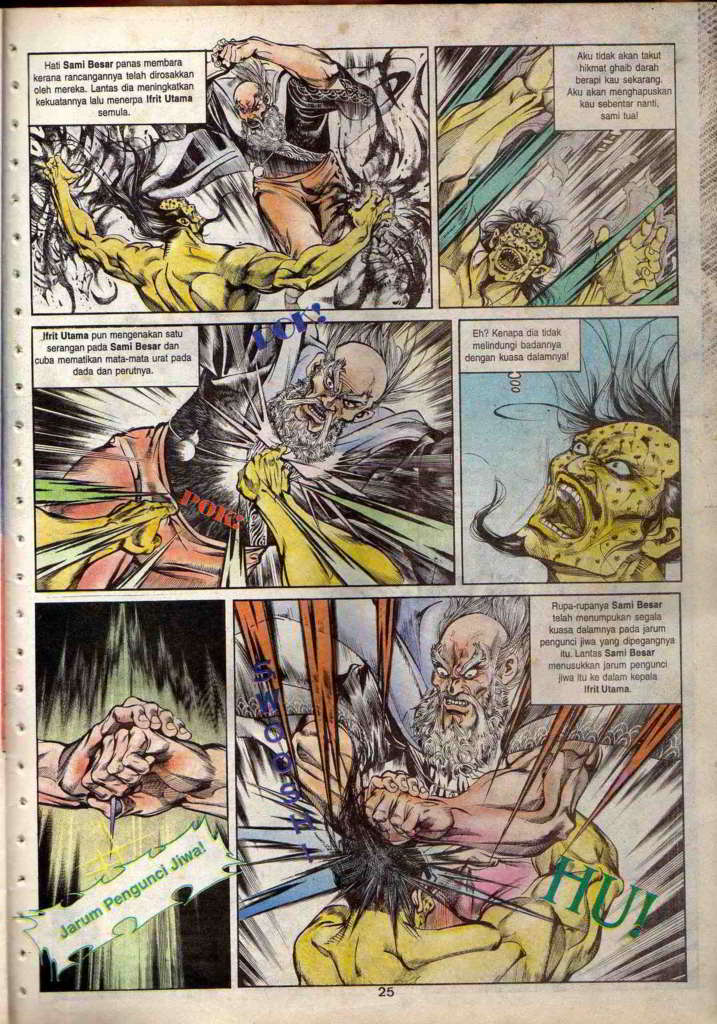 Hati Sami Besar panas membara
kerana rancangannya telah dirosakkan
oleh mereka. Lantas dia meningkatkan
kekuatannya lalu menerpa Ifrit Utama
semula.
Aku tidak akan takut
hikmat ghaib darah
berapi kau sekarang.
Aku akan menghapuskan
kau sebentar nanti,
sami tua!
Ifrit Utama pun mengenakan satu
serangan pada Sami Besar dan
cuba mematikan mata-mata urat pada
dada dan perutnya.
POK!
POK!
Eh? Kenapa dia tidak
melindungi badannya
dengan kuasa dalamnya!
Jarum Pengunci Jiwa!
Rupa-rupanya Sami Besar
telah menumpukan segala
kuasa dalamnya pada jarum
pengunci jiwa yang dipegangnya
itu. Lantas Sami Besar
menusukkan jarum pengunci
jiwa itu ke dalam kepala
Ifrit Utama.
SWOOSH!
HU!
25